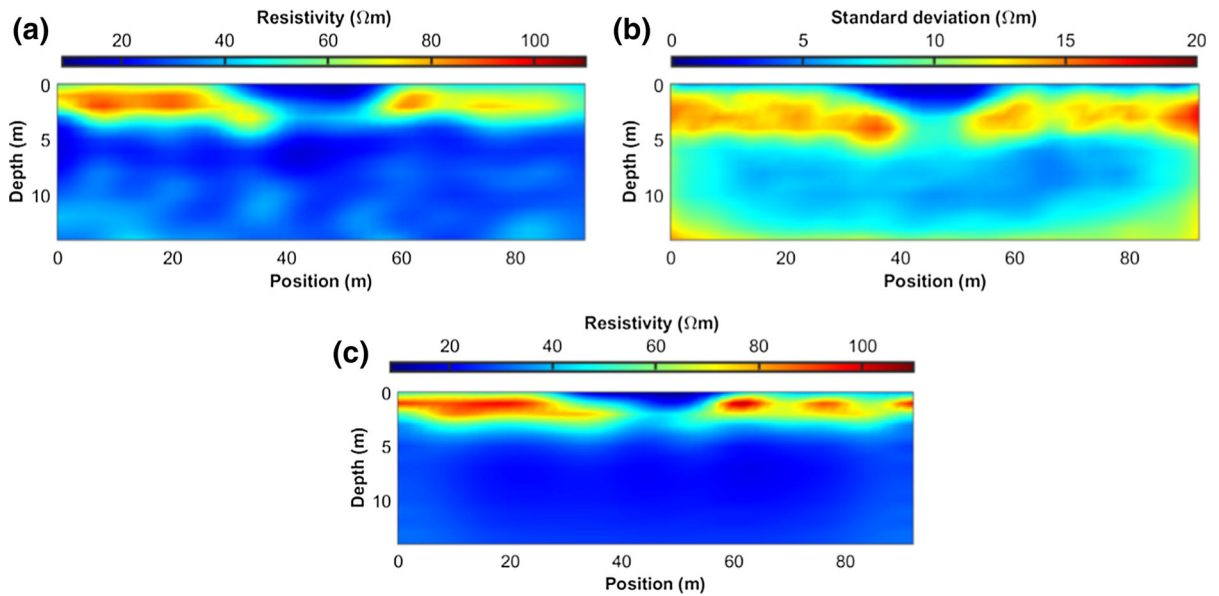 (a)
Resistivity (Ωm)
20 40 60 80 100
0
5
10
Depth (m)
0 20 40 60 80
Position (m)
(b)
Standard deviation (Ωm)
0 5 10 15 20
0
5
10
Depth (m)
0 20 40 60 80
Position (m)
(c)
Resistivity (Ωm)
20 40 60 80 100
0
5
10
Depth (m)
0 20 40 60 80
Position (m)